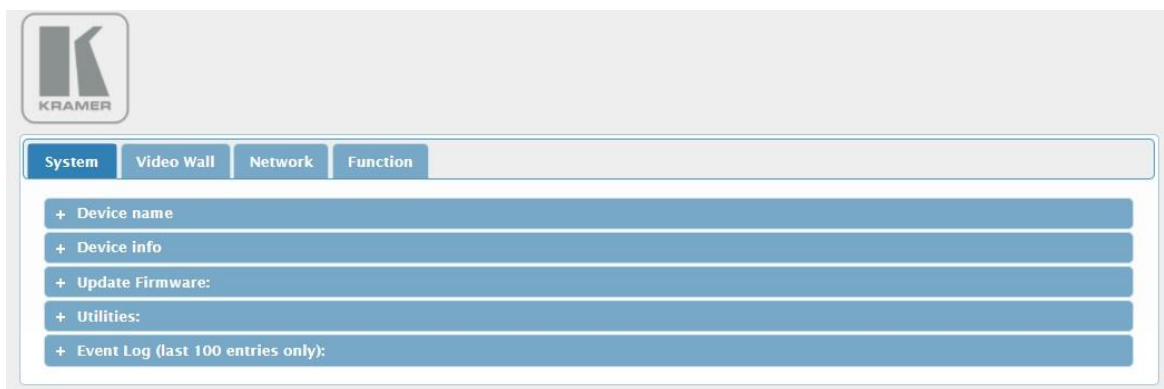 KRAMER
System Video Wall Network Function
+ Device name
+ Device info
+ Update Firmware:
+ Utilities:
+ Event Log (last 100 entries only):